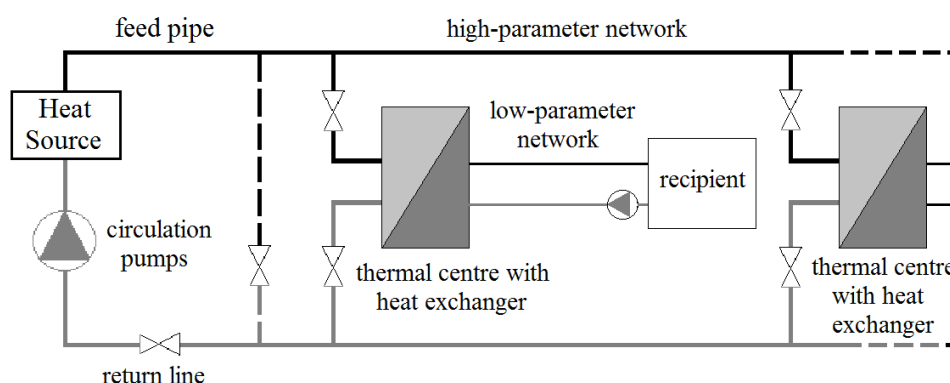 feed pipe
high-parameter network
Heat
Source
low-parameter
network
recipient
circulation
pumps
thermal centre with
heat exchanger
thermal centre
with heat
exchanger
return line